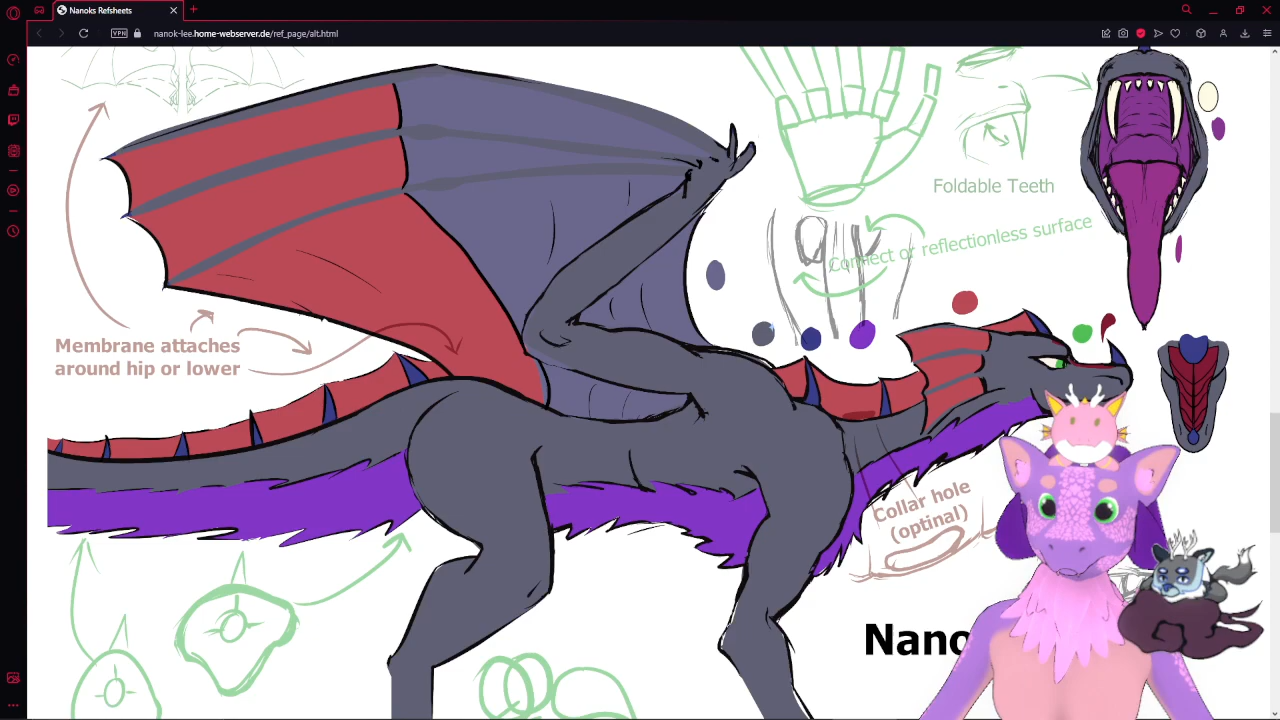 Nanoks Refsheets
VPN
nanok-lee.home-webserver.de/ref_page/alt.html
Foldable Teeth
Connect or reflectionless surface
Membrane attaches
around hip or lower
Collar hole
(optinal)
Nano